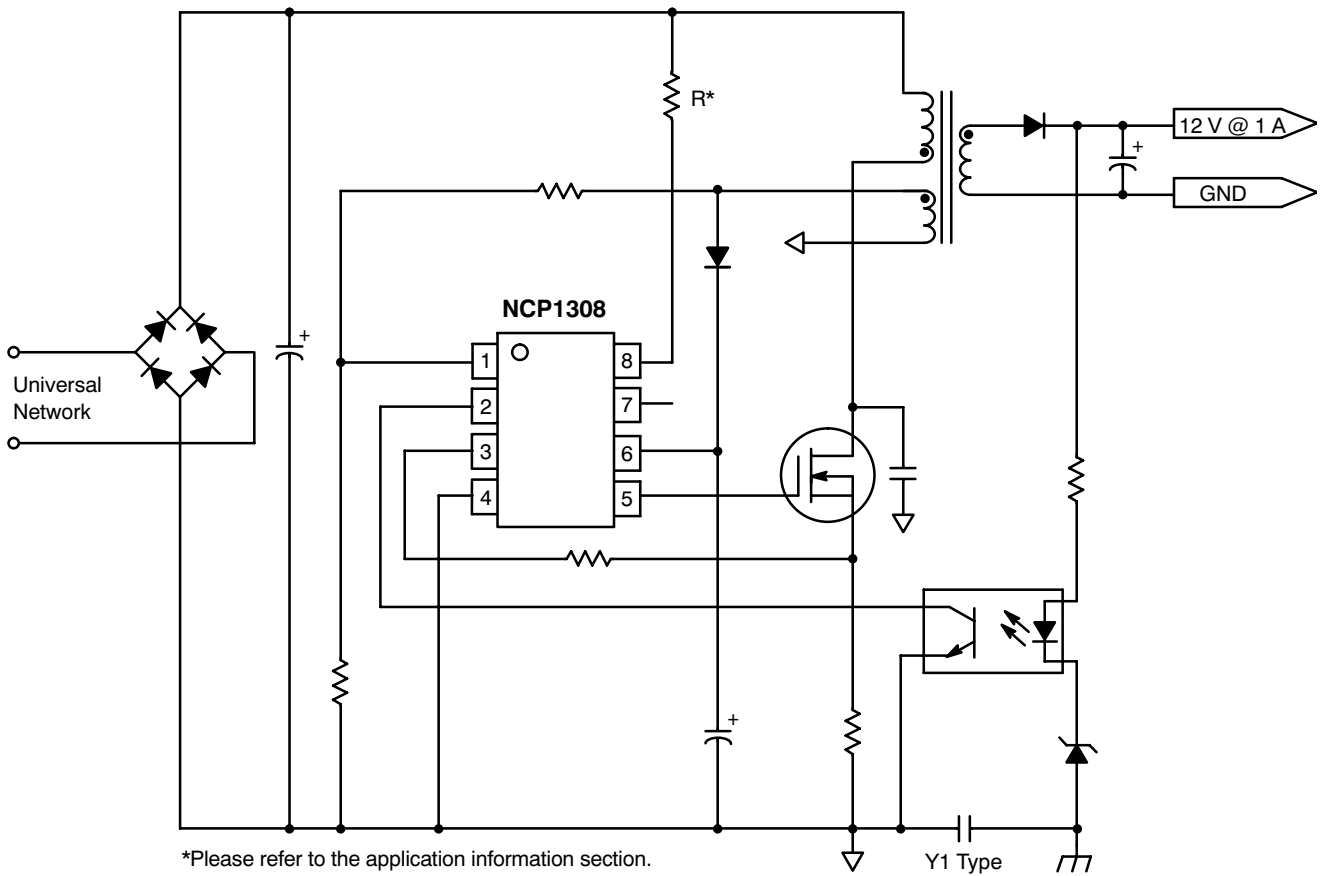 R*
+
12 V @ 1 A
+
GND
NCP1308
+
1
8
Universal
Network
2
7
3
6
4
5
+
*Please refer to the application information section.
Y1 Type